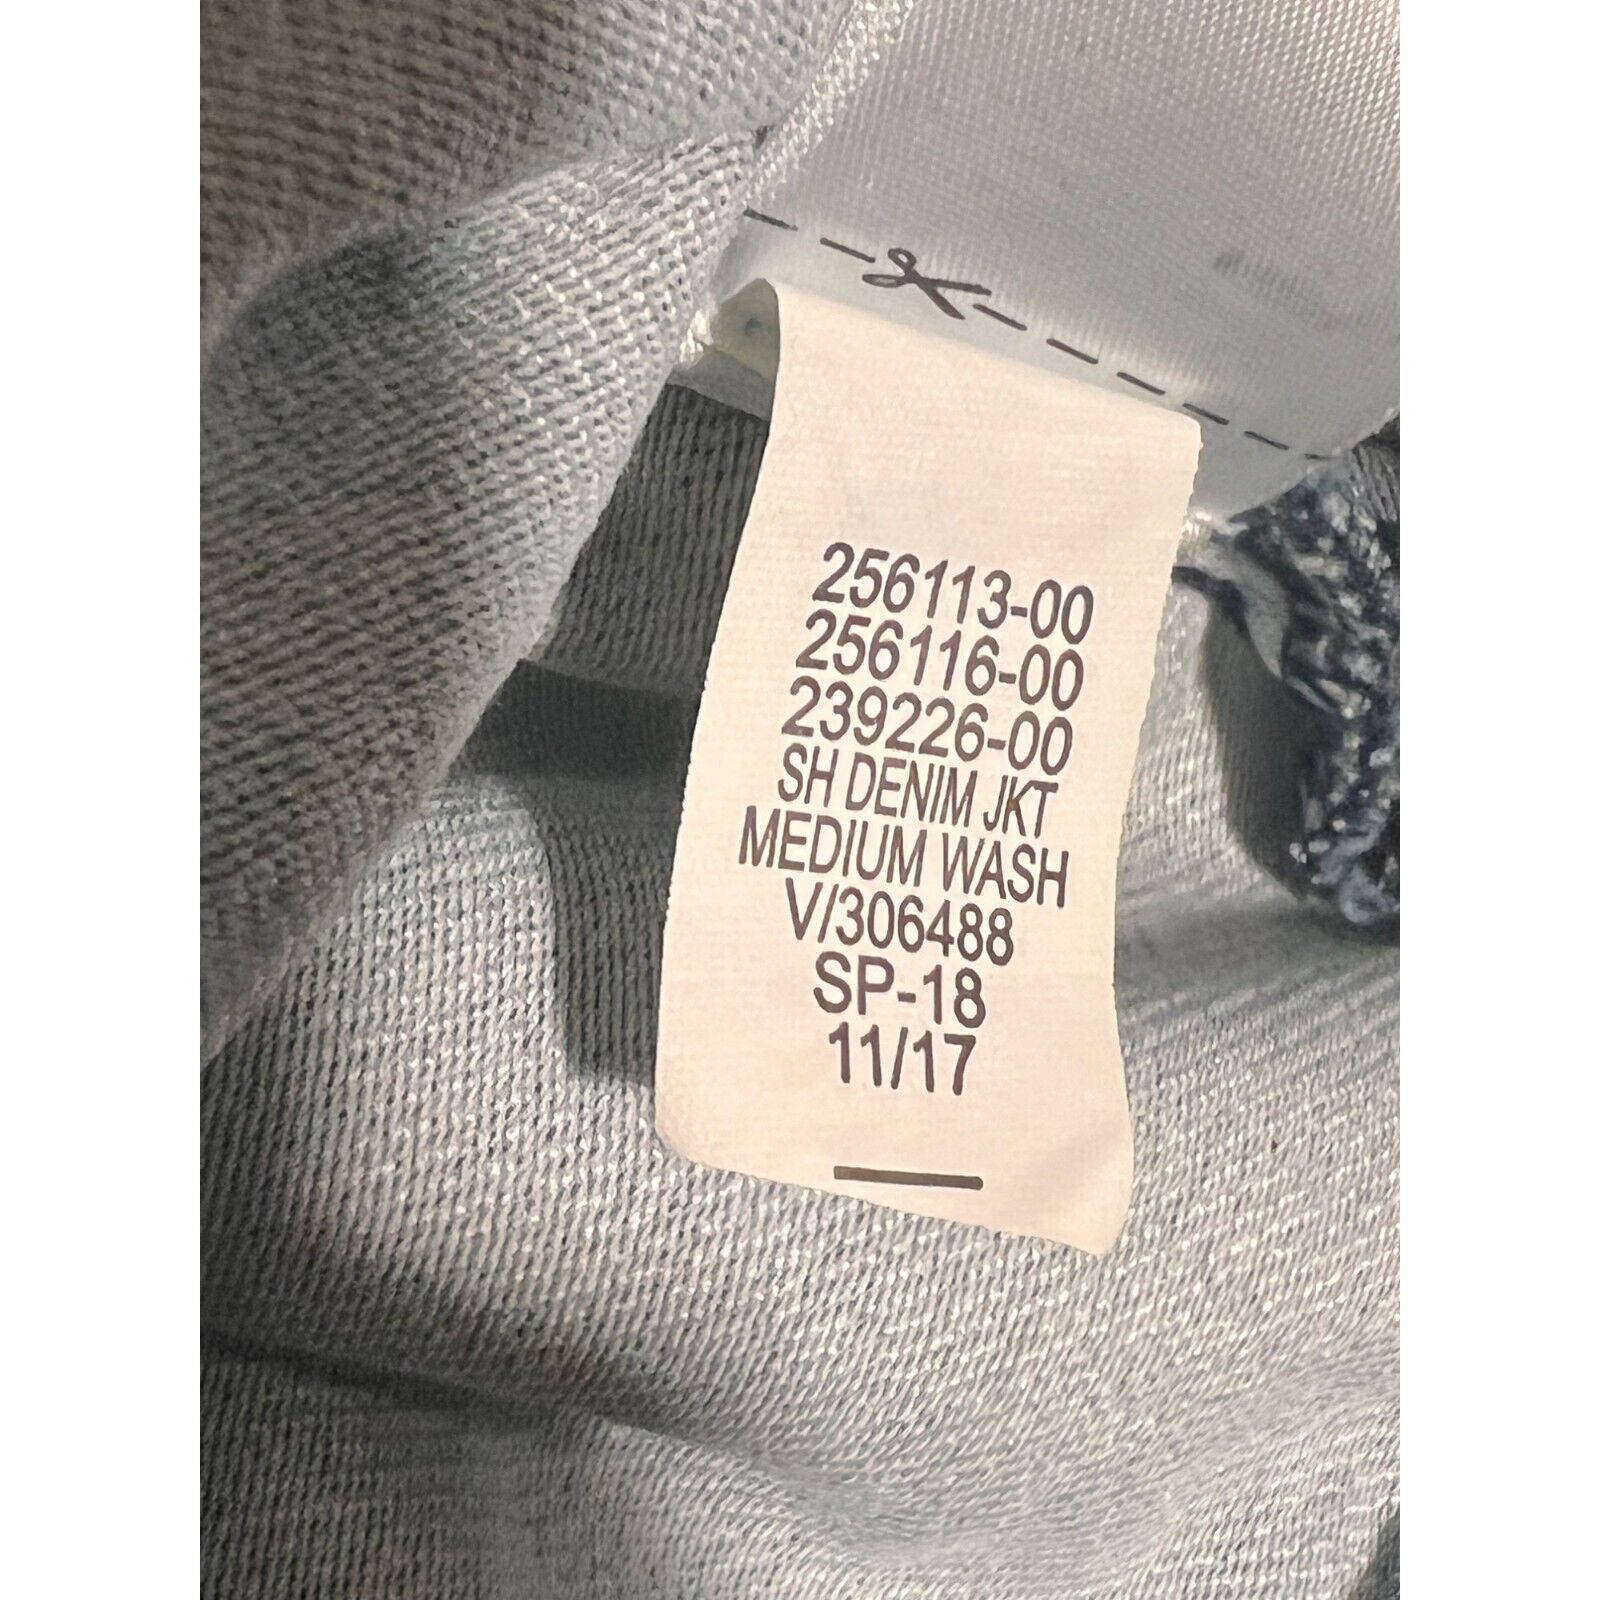 256113-00
256116-00
239226-00
SH DENIM JKT
MEDIUM WASH
V/306488
SP-18
11/17